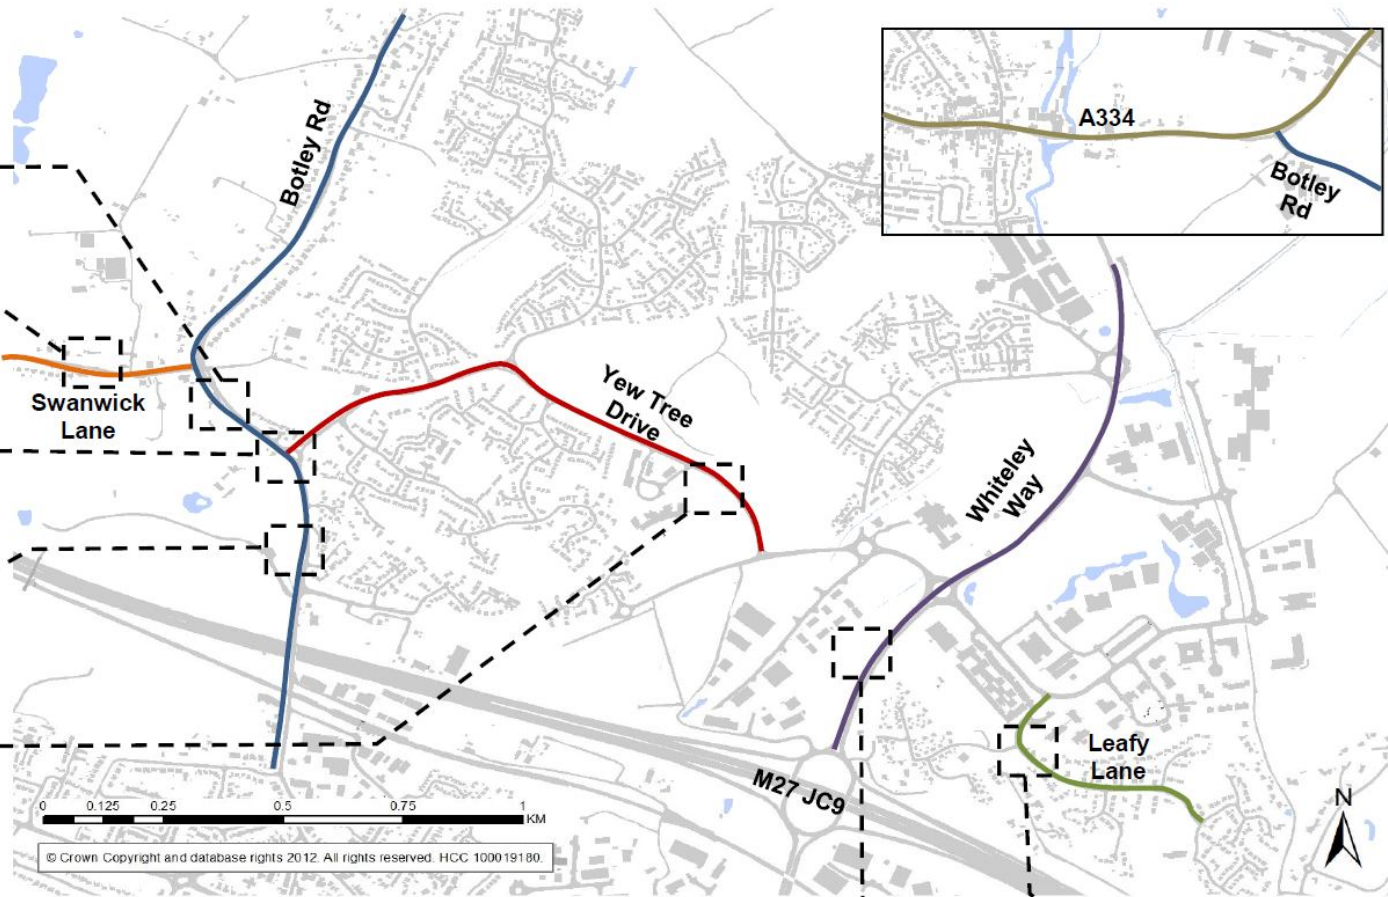 Botley Rd
A334
Botley
Rd
Swanwick
Lane
Yew Tree
Drive
Whiteley
Way
Leafy
Lane
M27 JC9
N
0 0.125 0.25 0.5 0.75 1
KM
© Crown Copyright and database rights 2012. All rights reserved. HCC 100019180.